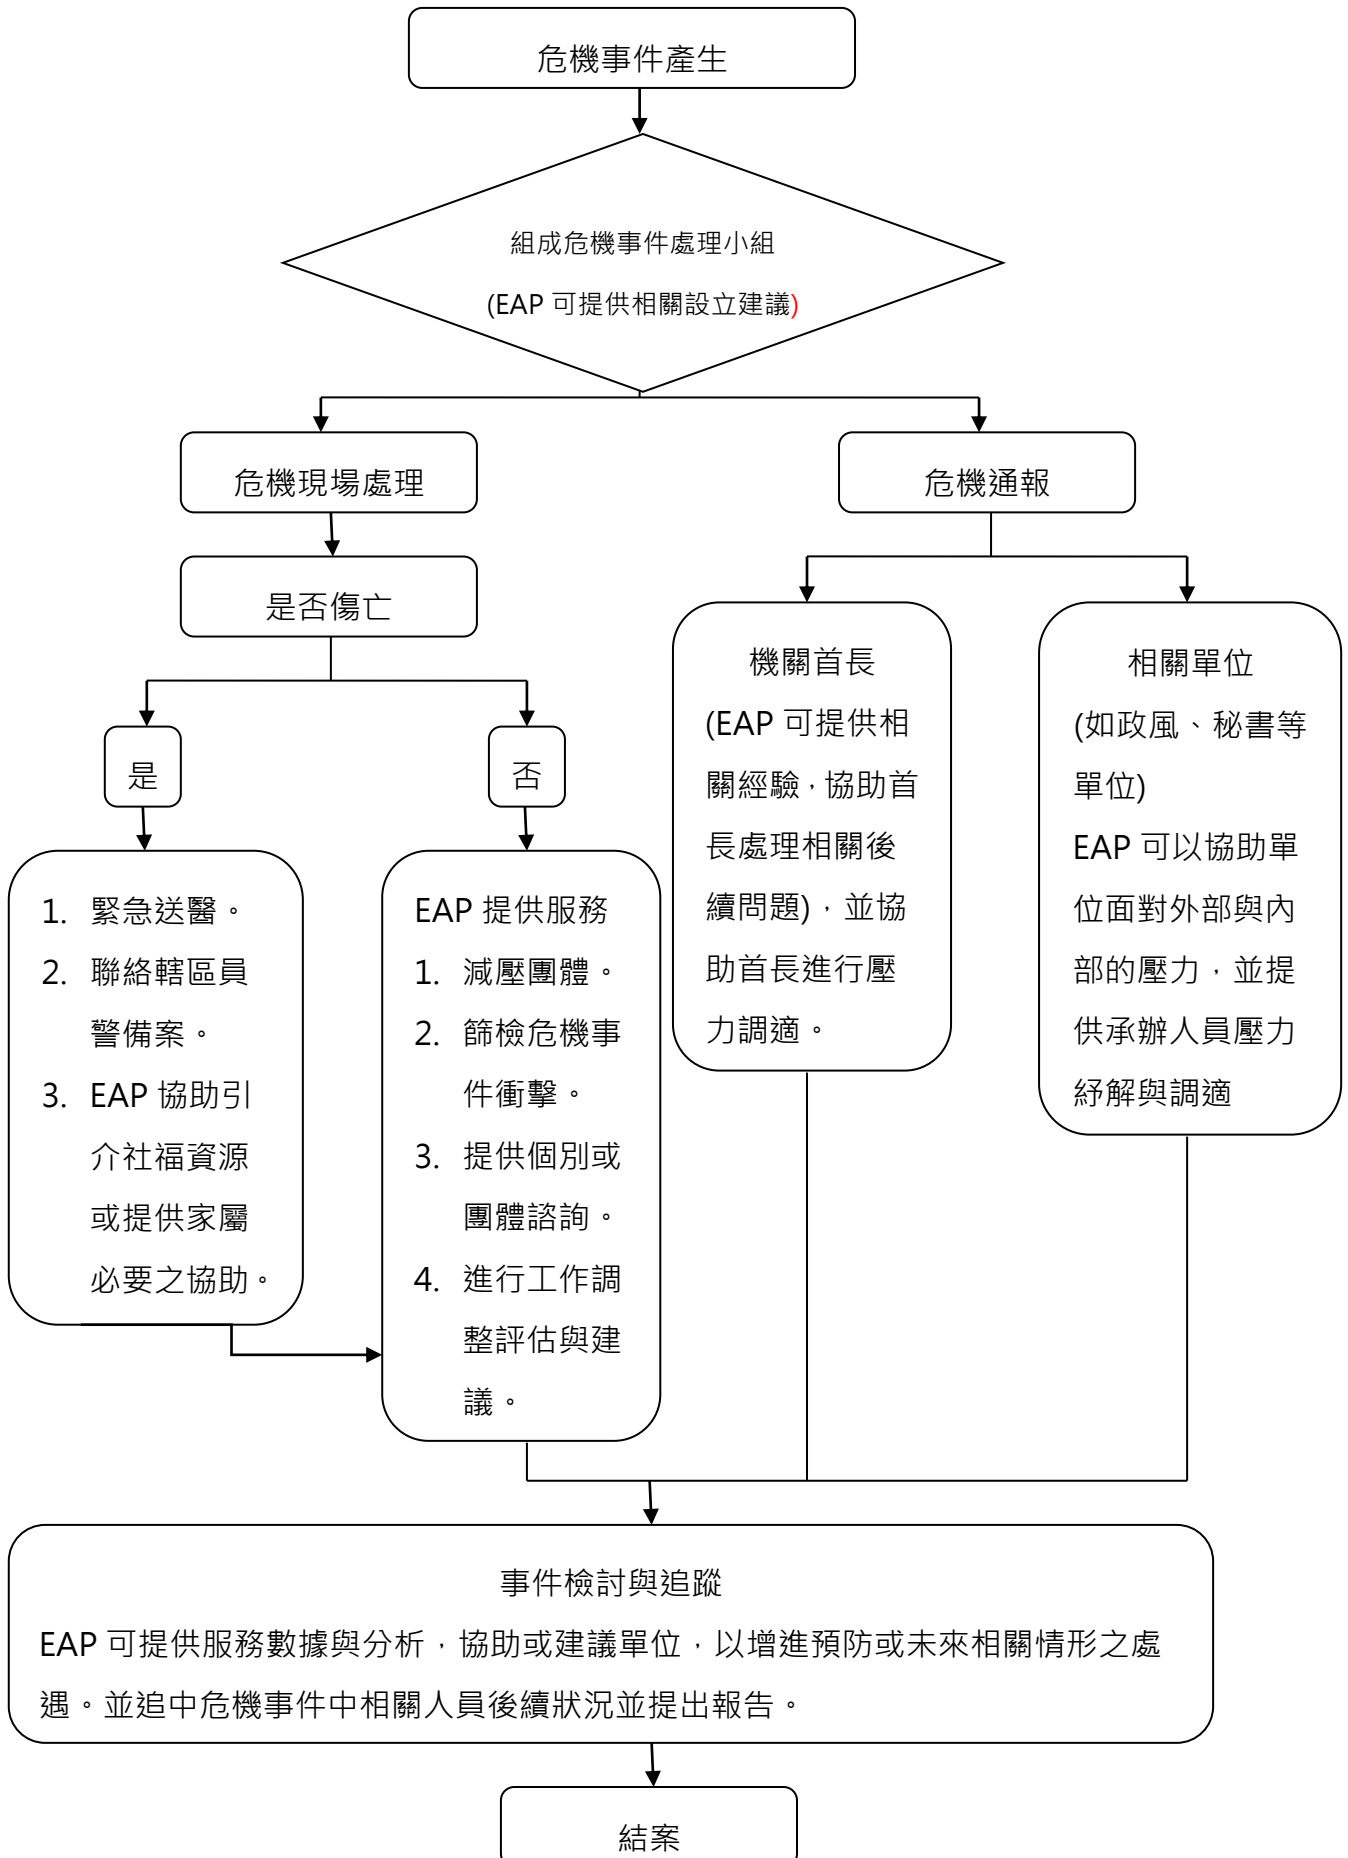 危機事件產生
組成危機事件處理小組
(EAP 可提供相關設立建議)
危機現場處理
危機通報
是否傷亡
是
否
1. 緊急送醫。
2. 聯絡轄區員
警備案。
3. EAP 協助引
介社福資源
或提供家屬
必要之協助。
EAP 提供服務
1. 減壓團體。
2. 篩檢危機事
件衝擊。
3. 提供個別或
團體諮詢。
4. 進行工作調
整評估與建
議。
機關首長
(EAP 可提供相
關經驗，協助首
長處理相關後
續問題)，並協
助首長進行壓
力調適。
相關單位
(如政風、秘書等
單位)
EAP 可以協助單
位面對外部與內
部的壓力，並提
供承辦人員壓力
紓解與調適
事件檢討與追蹤
EAP 可提供服務數據與分析，協助或建議單位，以增進預防或未來相關情形之處
遇。並追中危機事件中相關人員後續狀況並提出報告。
結案